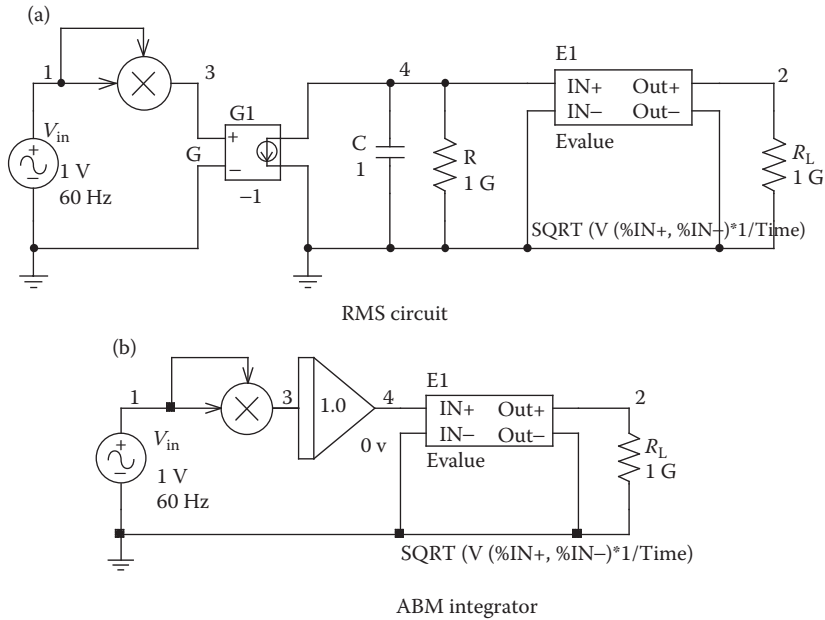 (a)
E1
1
3
4
2
G1
IN+ Out+
IN− Out−
V_in
+
−
1 V
60 Hz
G
+
−
−1
C
1
R
1 G
Evalue
R_L
1 G
SQRT (V (%IN+, %IN−)*1/Time)
RMS circuit
(b)
E1
1
3
1.0
4
2
IN+ Out+
IN− Out−
V_in
+
−
1 V
60 Hz
0 v
Evalue
R_L
1 G
SQRT (V (%IN+, %IN−)*1/Time)
ABM integrator